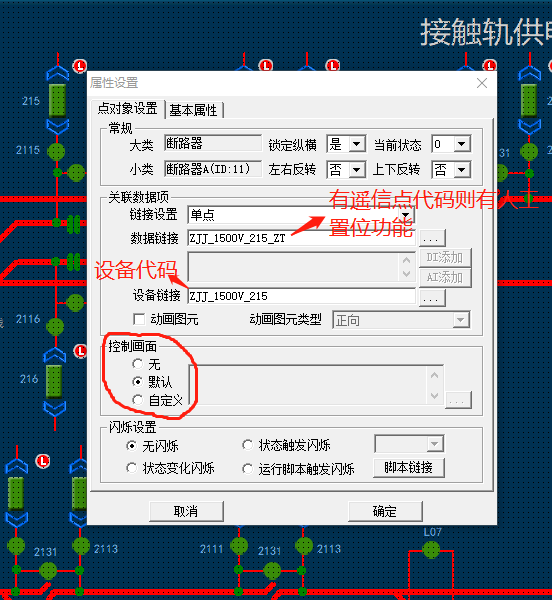 接触轨供电
L
L
L
L
L
215
2115
2116
216
L
L
属性设置
点对象设置
基本属性
常规
大类
断路器
锁定纵横
是
当前状态
0
小类
断路器A(ID:11)
左右反转
否
上下反转
否
关联数据项
有遥信点代码则有人工
置位功能
链接设置
单点
数据链接
ZJJ_1500V_215_ZT
...
DI添加
AI添加
设备代码
设备链接
ZJJ_1500V_215
...
动画图元
动画图元类型
正向
控制画面
无
默认
自定义
...
闪烁设置
无闪烁
状态触发闪烁
状态变化闪烁
运行脚本触发闪烁
脚本链接
取消
确定
2131
2113
2111
2131
2113
L07